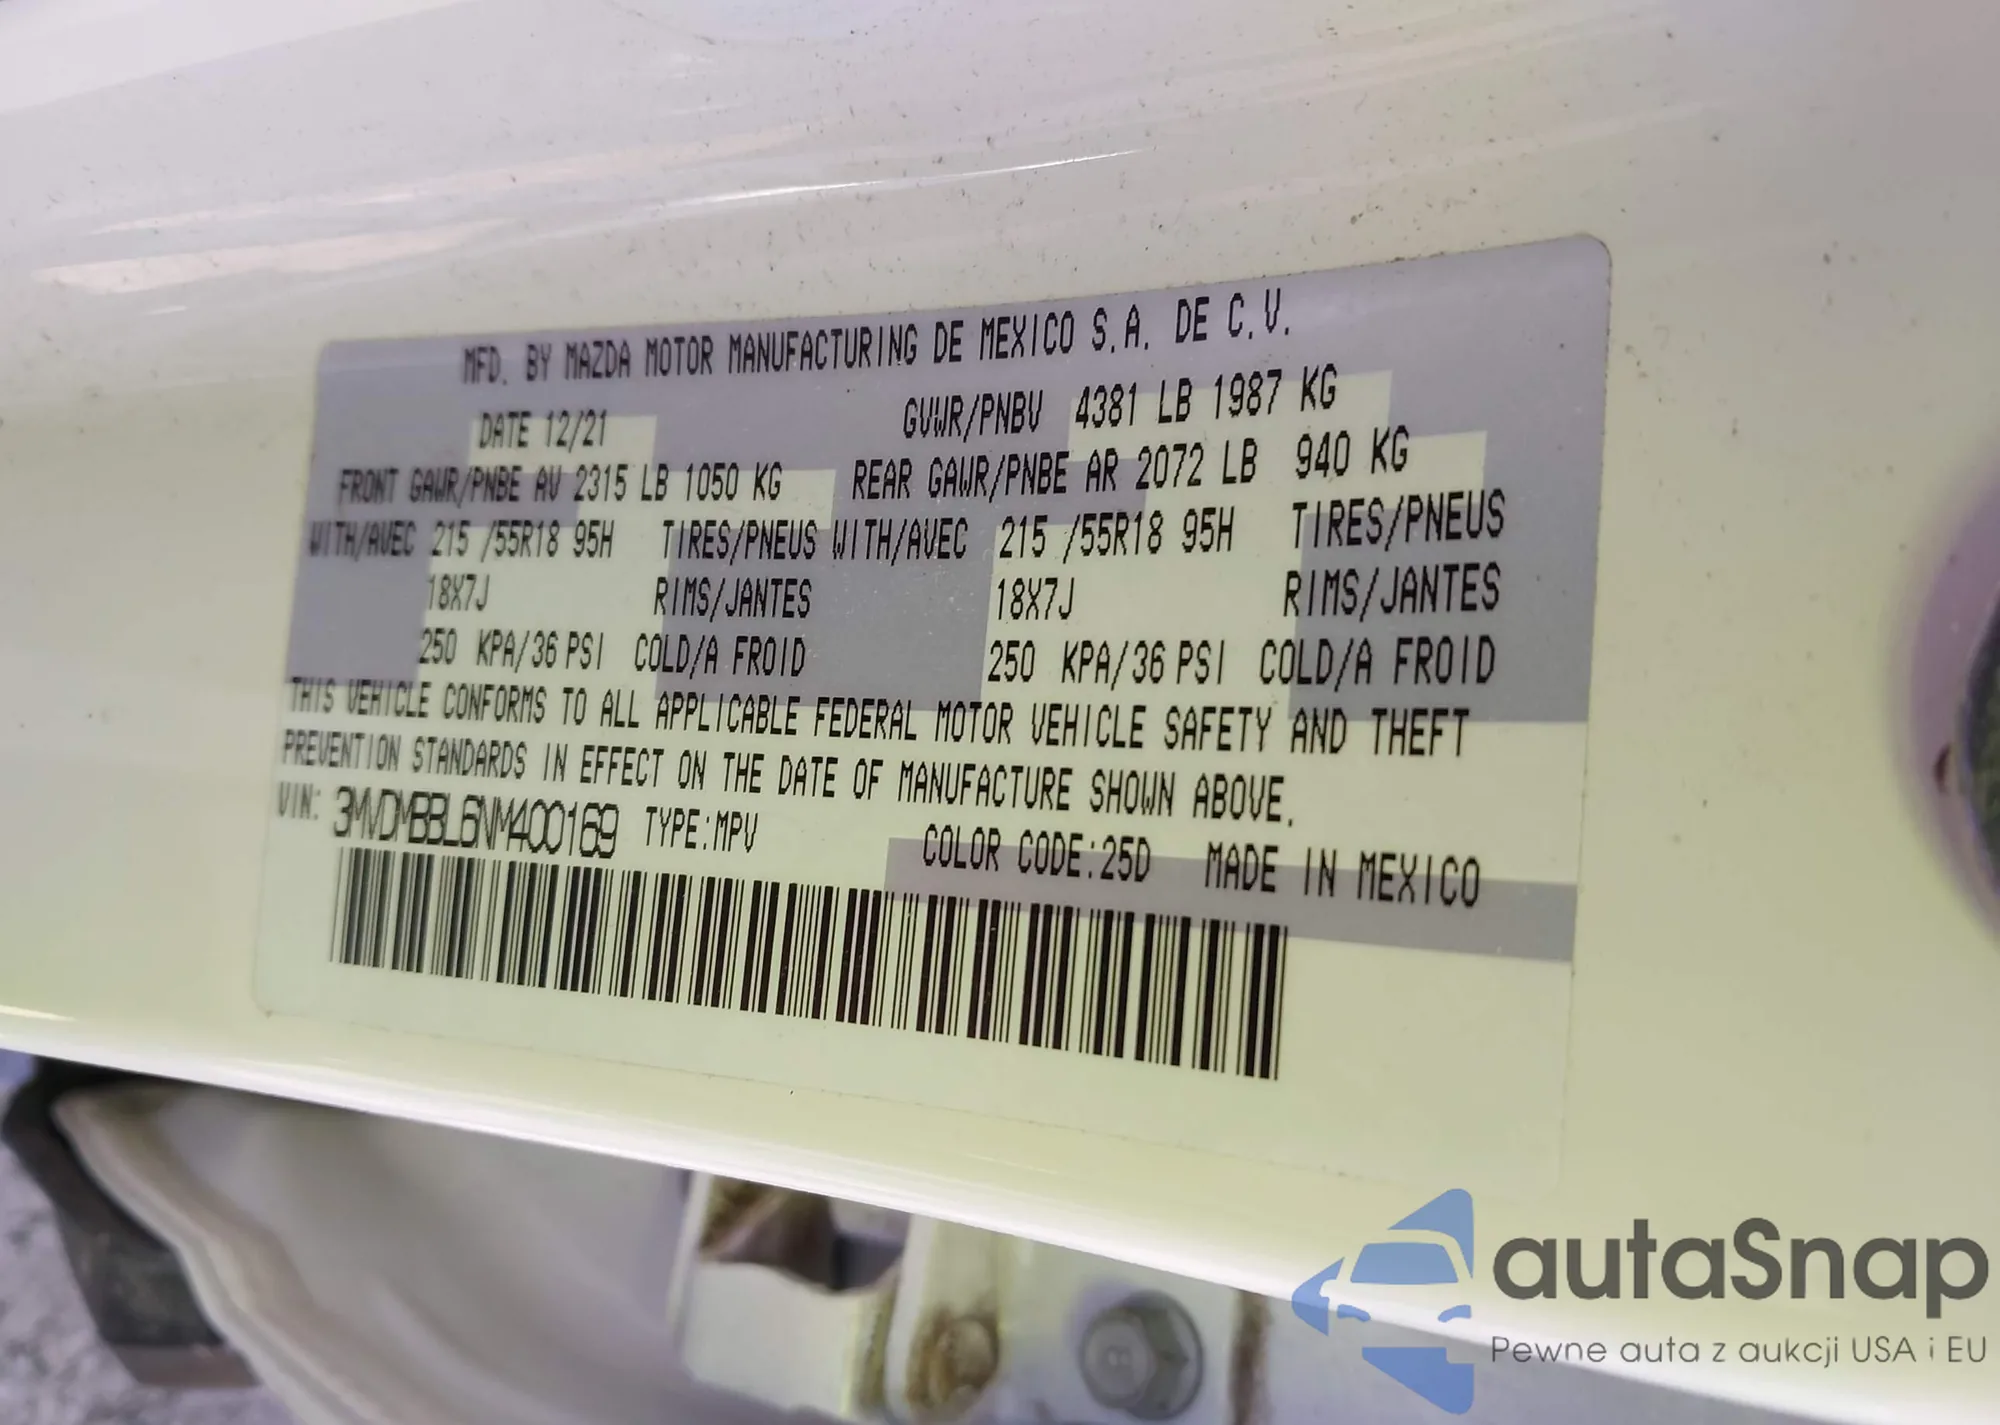 MFD. BY MAZDA MOTOR MANUFACTURING DE MEXICO S.A. DE C.V.
DATE 12/21 GVWR/PNBV 4381 LB 1987 KG
FRONT GAWR/PNBE AV 2315 LB 1050 KG REAR GAWR/PNBE AR 2072 LB 940 KG
WITH/AVEC 215 /55R18 95H TIRES/PNEUS WITH/AVEC 215 /55R18 95H TIRES/PNEUS
18X7J RIMS/JANTES 18X7J RIMS/JANTES
250 KPA/36 PSI COLD/A FROID 250 KPA/36 PSI COLD/A FROID
THIS VEHICLE CONFORMS TO ALL APPLICABLE FEDERAL MOTOR VEHICLE SAFETY AND THEFT
PREVENTION STANDARDS IN EFFECT ON THE DATE OF MANUFACTURE SHOWN ABOVE.
VIN: 3MVDMBBL6NM400169 TYPE:MPV COLOR CODE:25D MADE IN MEXICO
autaSnap
Pewne auta z aukcji USA i EU